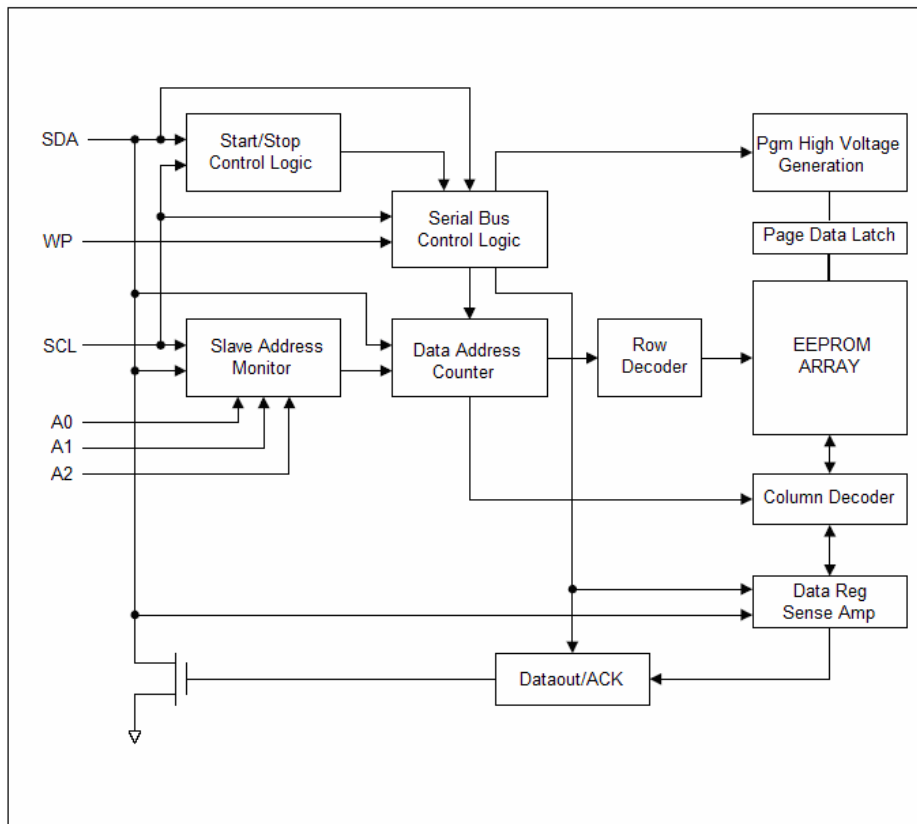 SDA
Start/Stop
Control Logic
Pgm High Voltage
Generation
WP
Serial Bus
Control Logic
Page Data Latch
SCL
Slave Address
Monitor
Data Address
Counter
Row
Decoder
EEPROM
ARRAY
A0
A1
A2
Column Decoder
Data Reg
Sense Amp
Dataout/ACK